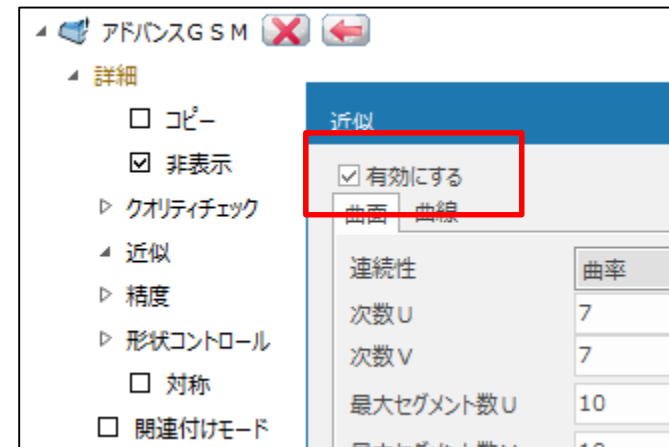 アドバンスＧＳＭ
詳細
コピー
非表示
クオリティチェック
近似
精度
形状コントロール
対称
関連付けモード
近似
有効にする
曲面 曲線
連続性 曲率
次数Ｕ 7
次数Ｖ 7
最大セグメント数Ｕ 10